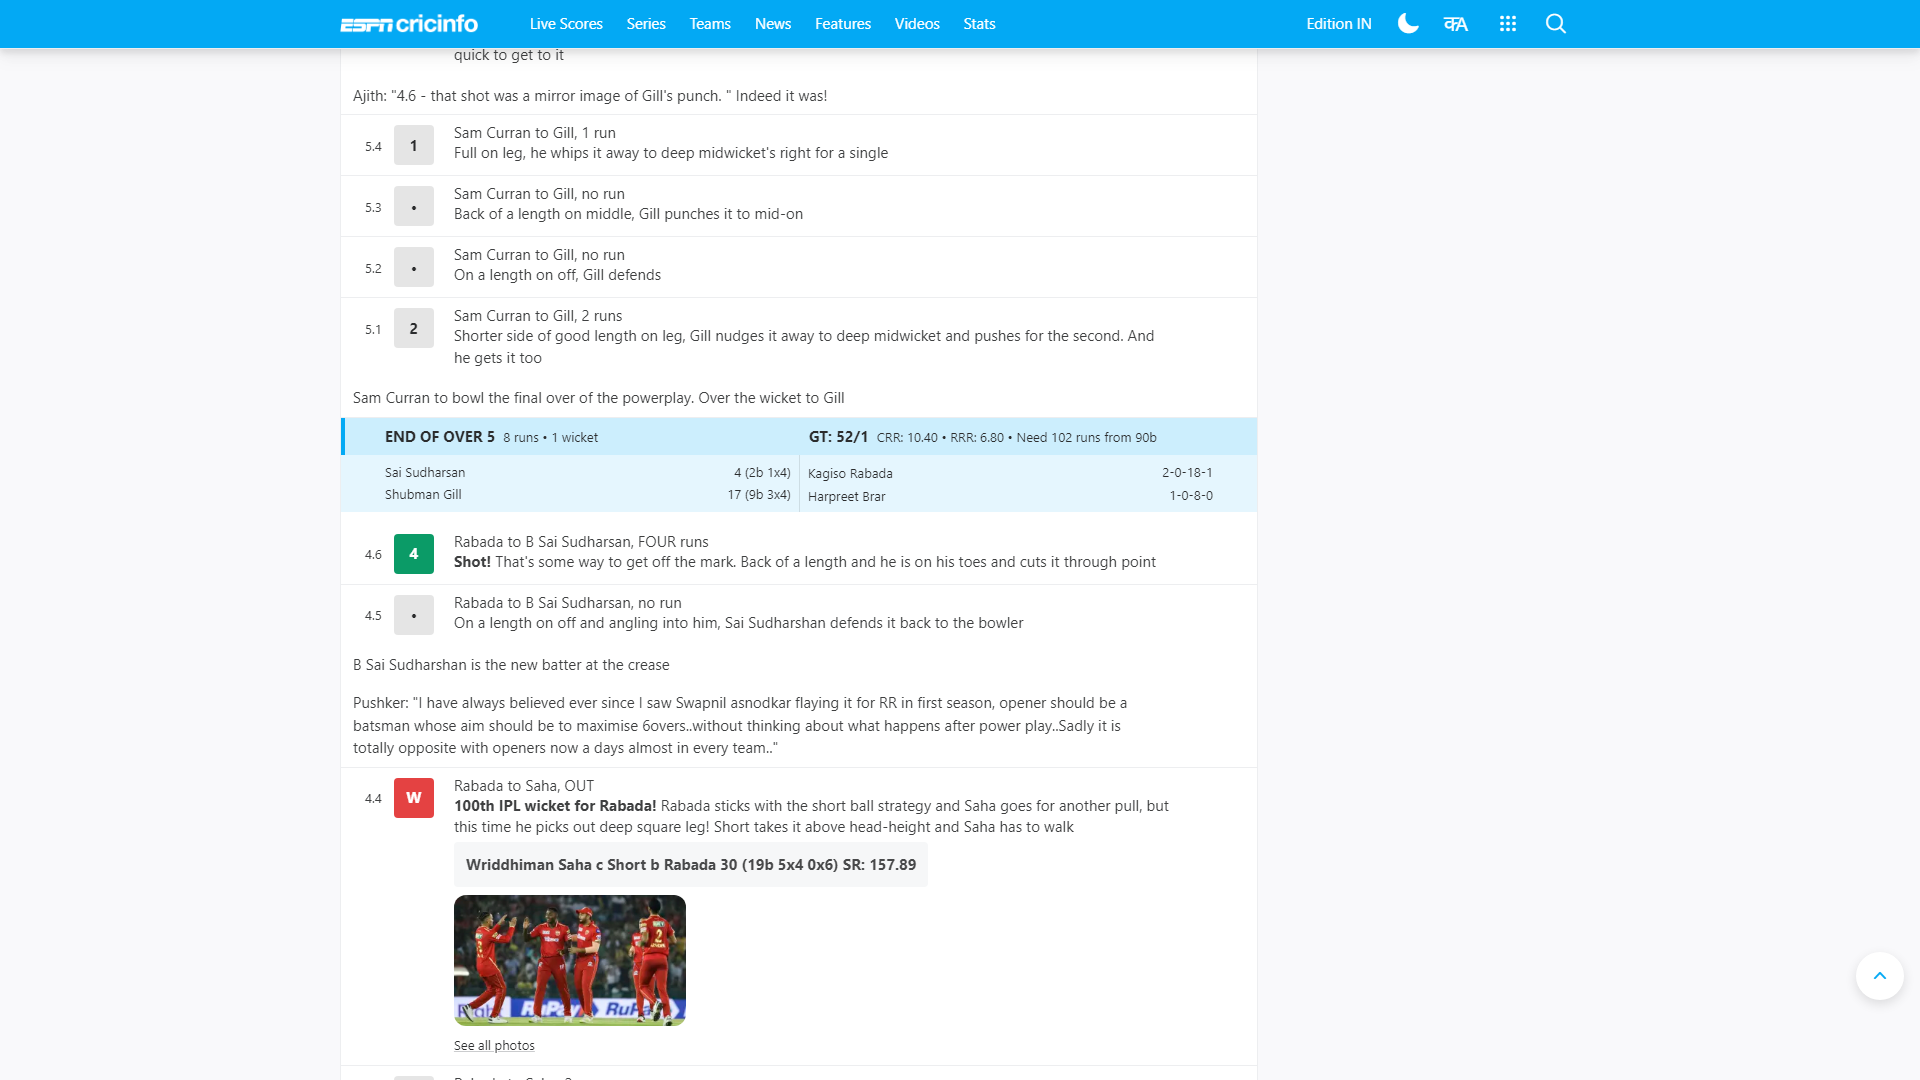 ESPN cricinfo
Live Scores Series Teams News Features Videos Stats Edition IN क A
quick to get to it
Ajith: "4.6 - that shot was a mirror image of Gill's punch. " Indeed it was!
5.4 1 Sam Curran to Gill, 1 run
Full on leg, he whips it away to deep midwicket's right for a single
5.3 • Sam Curran to Gill, no run
Back of a length on middle, Gill punches it to mid-on
5.2 • Sam Curran to Gill, no run
On a length on off, Gill defends
5.1 2 Sam Curran to Gill, 2 runs
Shorter side of good length on leg, Gill nudges it away to deep midwicket and pushes for the second. And
he gets it too
Sam Curran to bowl the final over of the powerplay. Over the wicket to Gill
END OF OVER 5 8 runs • 1 wicket GT: 52/1 CRR: 10.40 • RRR: 6.80 • Need 102 runs from 90b
Sai Sudharsan 4 (2b 1x4) Kagiso Rabada 2-0-18-1
Shubman Gill 17 (9b 3x4) Harpreet Brar 1-0-8-0
4.6 4 Rabada to B Sai Sudharsan, FOUR runs
Shot! That's some way to get off the mark. Back of a length and he is on his toes and cuts it through point
4.5 • Rabada to B Sai Sudharsan, no run
On a length on off and angling into him, Sai Sudharshan defends it back to the bowler
B Sai Sudharshan is the new batter at the crease
Pushker: "I have always believed ever since I saw Swapnil asnodkar flaying it for RR in first season, opener should be a
batsman whose aim should be to maximise 6overs..without thinking about what happens after power play..Sadly it is
totally opposite with openers now a days almost in every team.."
4.4 W Rabada to Saha, OUT
100th IPL wicket for Rabada! Rabada sticks with the short ball strategy and Saha goes for another pull, but
this time he picks out deep square leg! Short takes it above head-height and Saha has to walk
Wriddhiman Saha c Short b Rabada 30 (19b 5x4 0x6) SR: 157.89
2
RuPay RuPay
See all photos